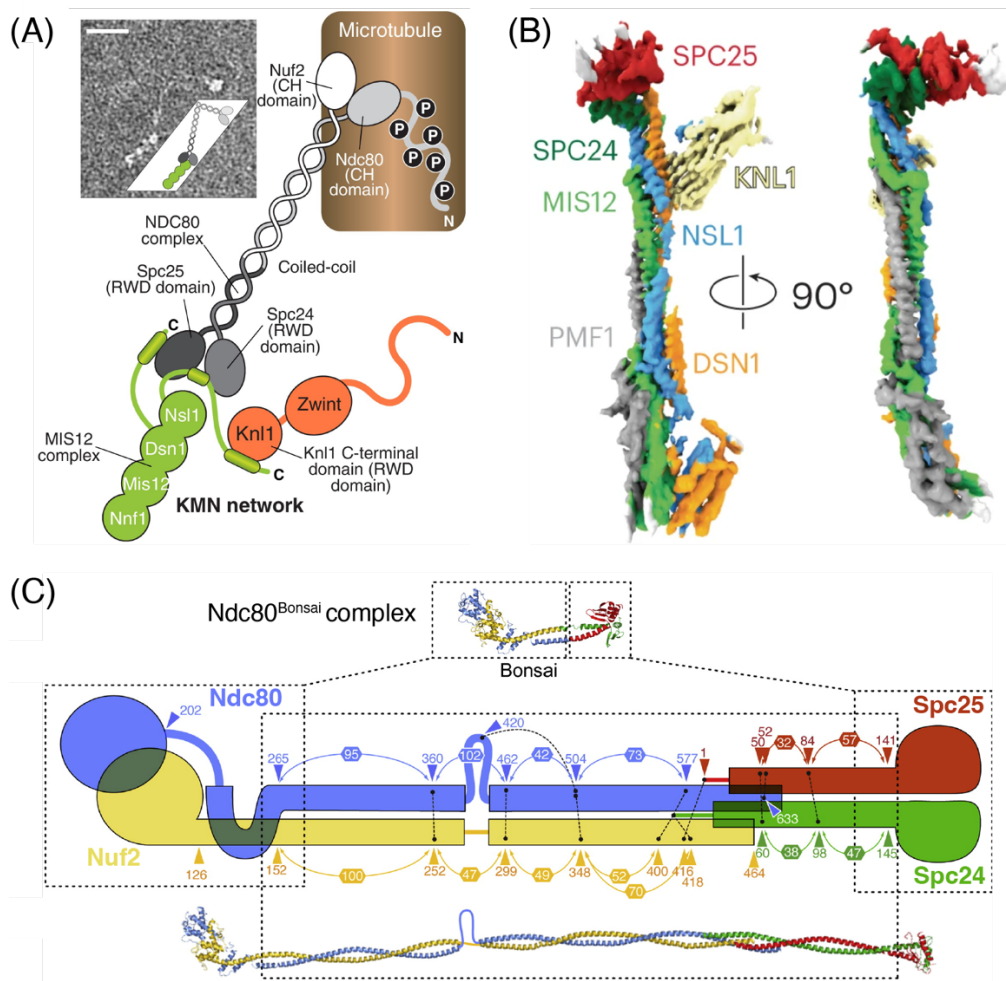 (A)
Microtubule
Nuf2
(CH
domain)
P
P
P
P
P
P
Ndc80
(CH
domain)
N
NDC80
complex
Coiled-coil
Spc25
(RWD domain)
C
Spc24
(RWD
domain)
N
Nsl1
Zwint
Knl1
MIS12
complex
Dsn1
C
Knl1 C-terminal
domain (RWD
domain)
Mis12
KMN network
Nnf1
(B)
SPC25
SPC24
KNL1
MIS12
NSL1
90°
PMF1
DSN1
(C)
Ndc80Bonsai complex
Bonsai
Ndc80
Spc25
202
420
52
265
95
360
102
462
42
504
73
577
1
50
32
84
57
141
633
Nuf2
Spc24
126
152
100
252
47
299
49
348
52
400
416
464
60
38
98
47
145
70
418